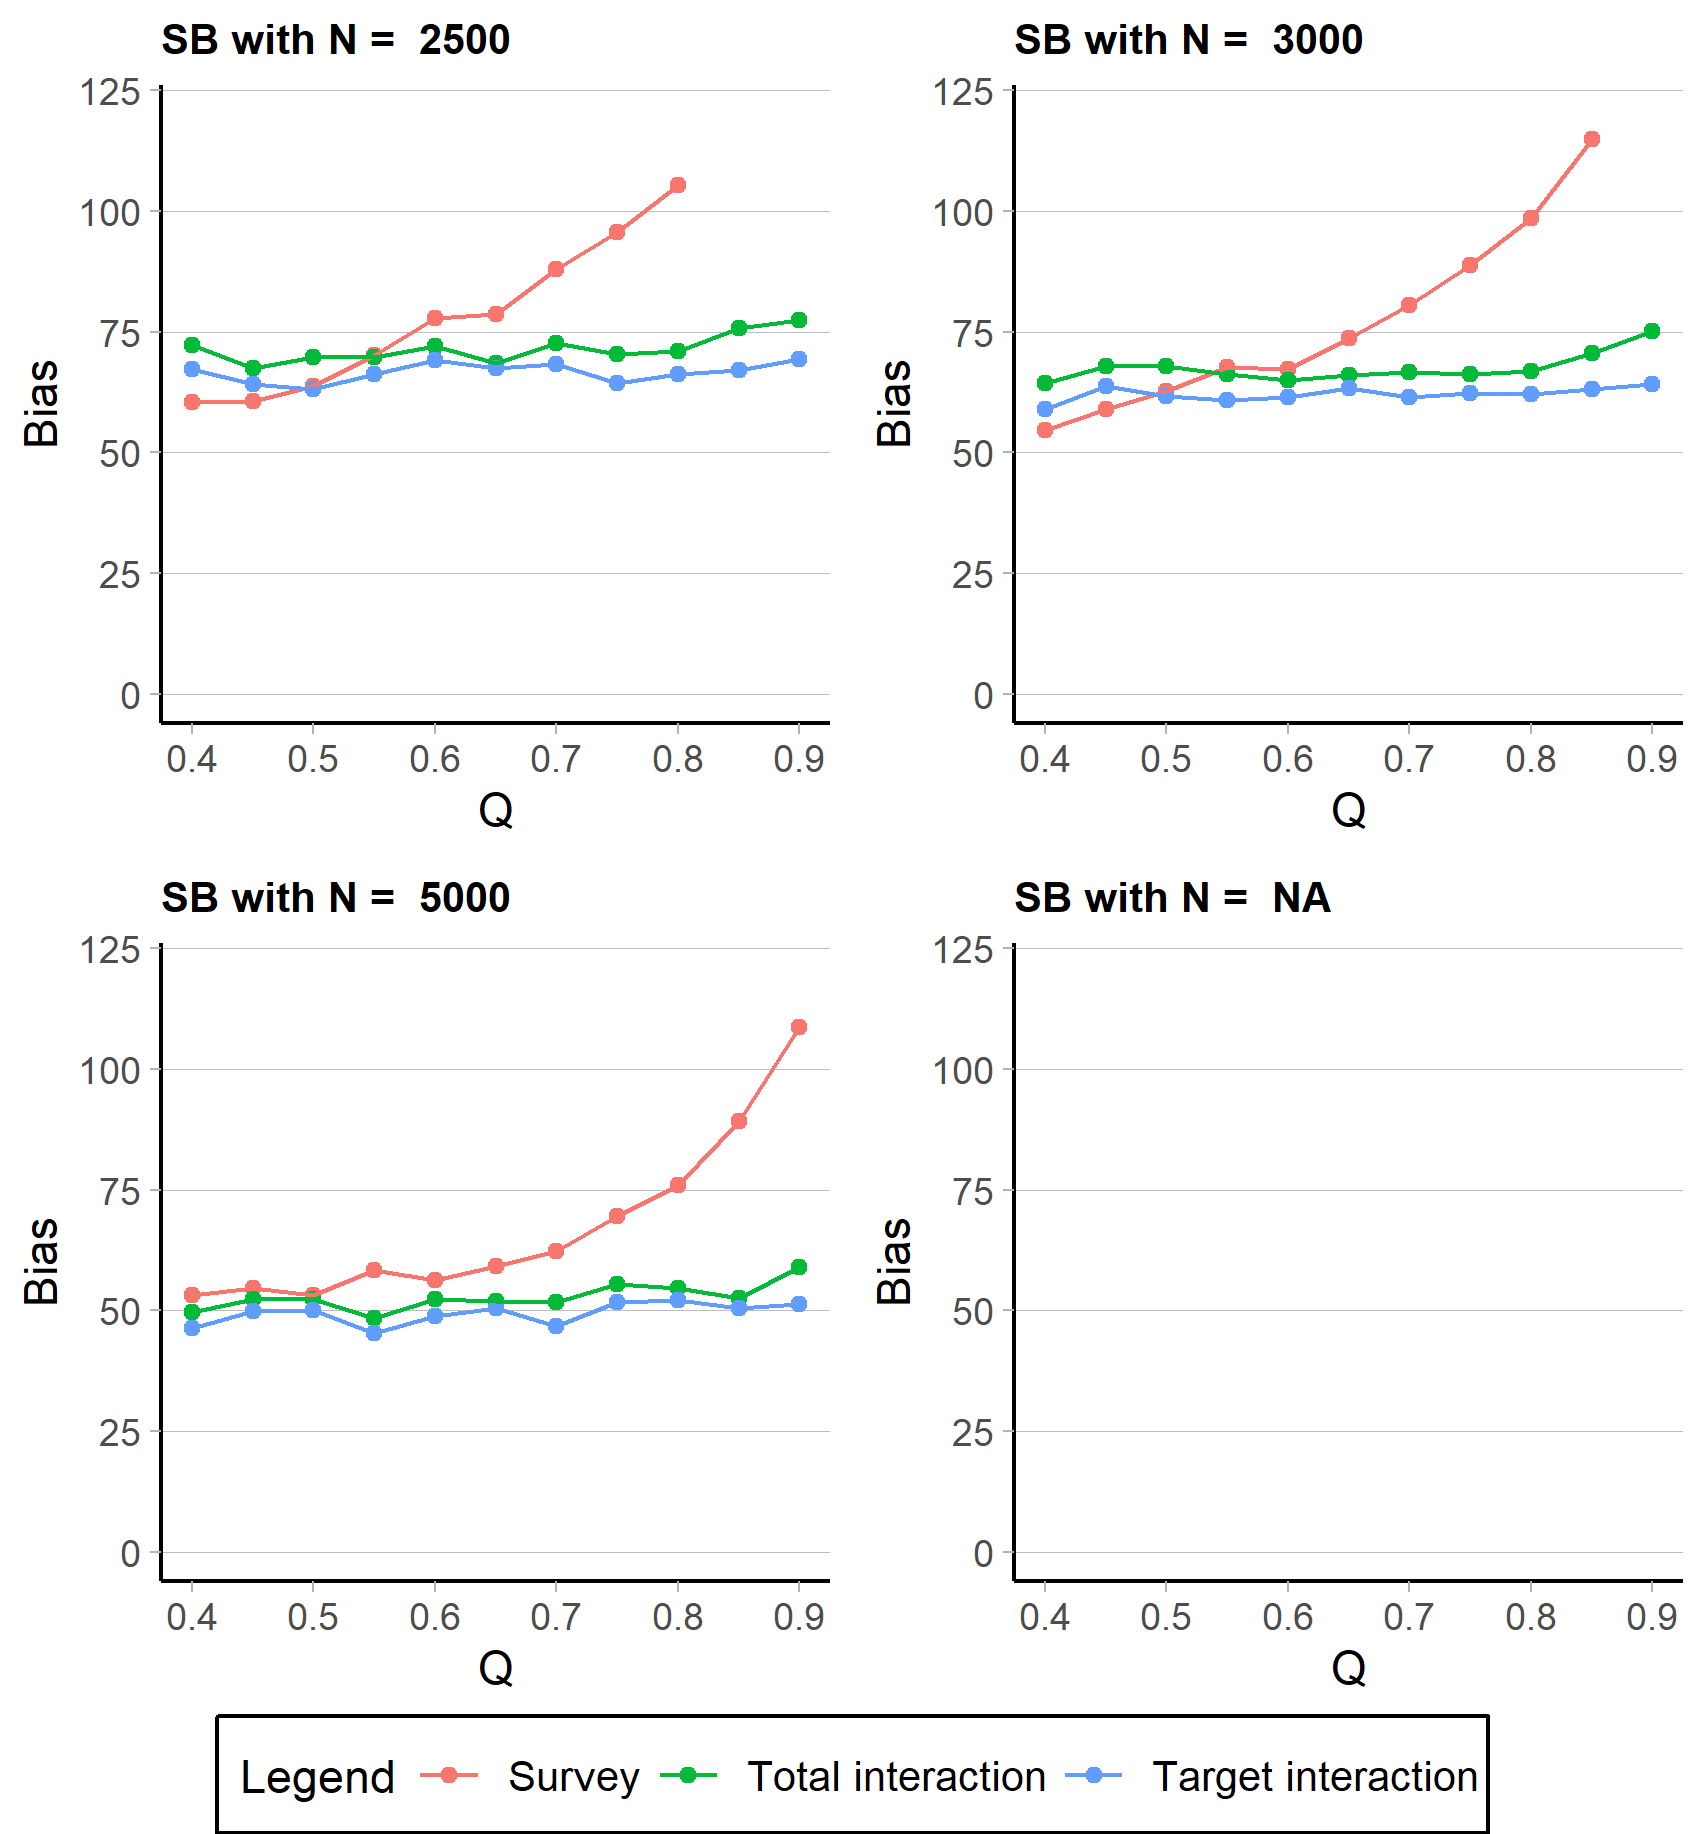 SB with N = 2500
125
100
75
50
25
0
Bias
0.4 0.5 0.6 0.7 0.8 0.9
Q
SB with N = 3000
125
100
75
50
25
0
Bias
0.4 0.5 0.6 0.7 0.8 0.9
Q
SB with N = 5000
125
100
75
50
25
0
Bias
0.4 0.5 0.6 0.7 0.8 0.9
Q
SB with N = NA
125
100
75
50
25
0
Bias
0.4 0.5 0.6 0.7 0.8 0.9
Q
Legend Survey Total interaction Target interaction